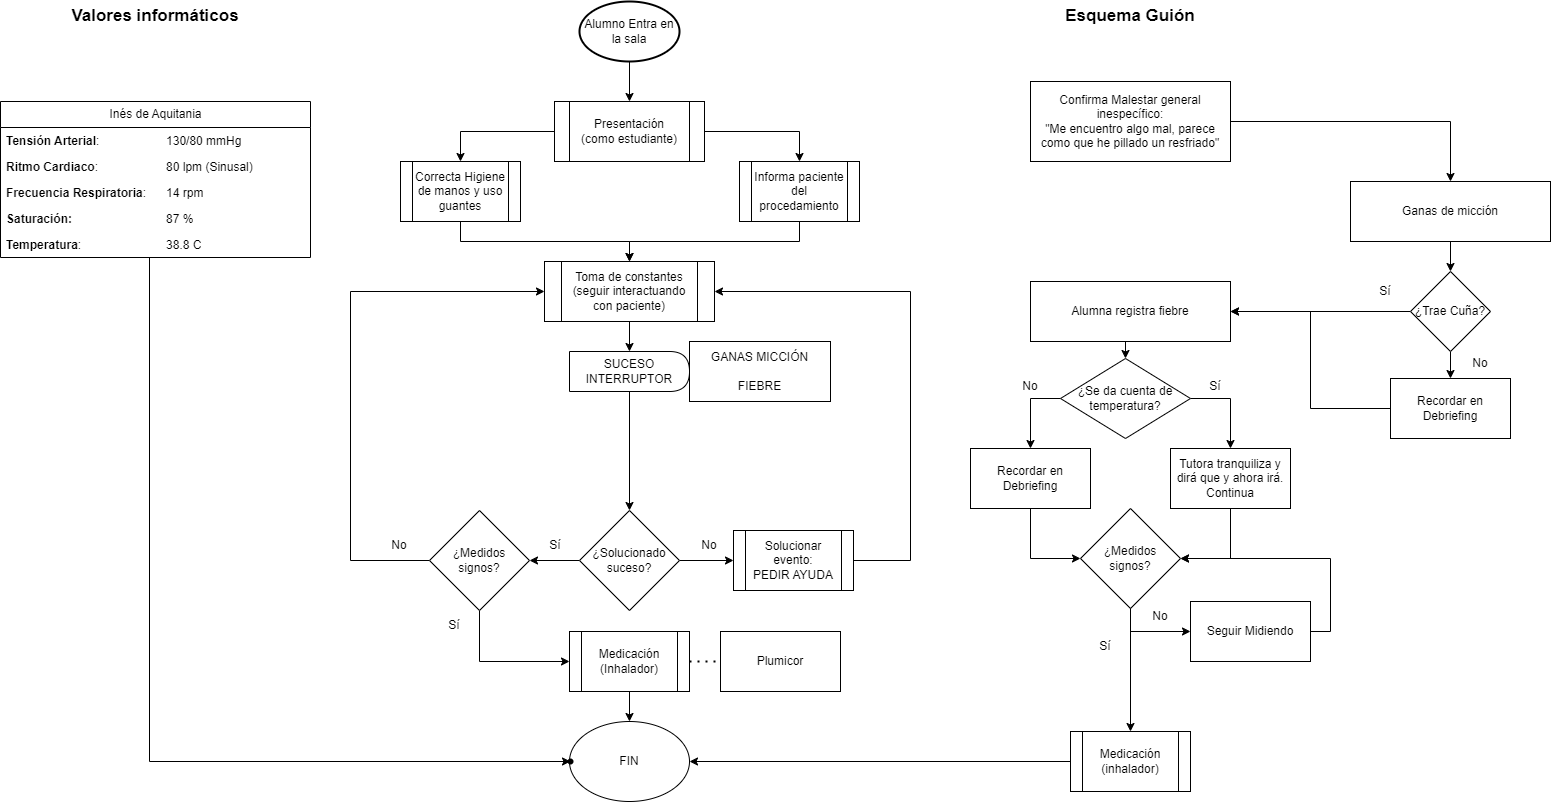 Valores informáticos
Inés de Aquitania
Tensión Arterial: 130/80 mmHg
Ritmo Cardiaco: 80 lpm (Sinusal)
Frecuencia Respiratoria: 14 rpm
Saturación: 87 %
Temperatura: 38.8 C
Alumno Entra en
la sala
Presentación
(como estudiante)
Correcta Higiene
de manos y uso
guantes
Informa paciente
del
procedamiento
Toma de constantes
(seguir interactuando
con paciente)
SUCESO
INTERRUPTOR
GANAS MICCIÓN
FIEBRE
¿Solucionado
suceso?
Sí
No
¿Medidos
signos?
No
Sí
Solucionar
evento:
PEDIR AYUDA
Medicación
(Inhalador)
Plumicor
FIN
Esquema Guión
Confirma Malestar general
inespecífico:
"Me encuentro algo mal, parece
como que he pillado un resfriado"
Ganas de micción
¿Trae Cuña?
Sí
No
Recordar en
Debriefing
Alumna registra fiebre
¿Se da cuenta de
temperatura?
No
Sí
Recordar en
Debriefing
Tutora tranquiliza y
dirá que y ahora irá.
Continua
¿Medidos
signos?
No
Sí
Seguir Midiendo
Medicación
(inhalador)